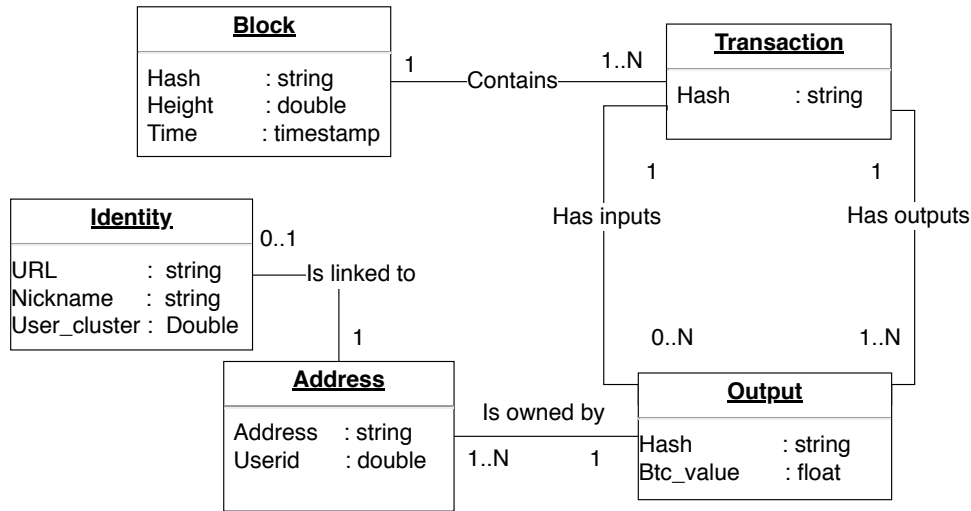 Block
Hash : string
Height : double
Time : timestamp
1
Contains
1..N
Transaction
Hash : string
1
Has inputs
0..N
1
Has outputs
1..N
Identity
URL : string
Nickname : string
User_cluster : Double
0..1
Is linked to
1
Address
Address : string
Userid : double
Is owned by
1..N
1
Output
Hash : string
Btc_value : float